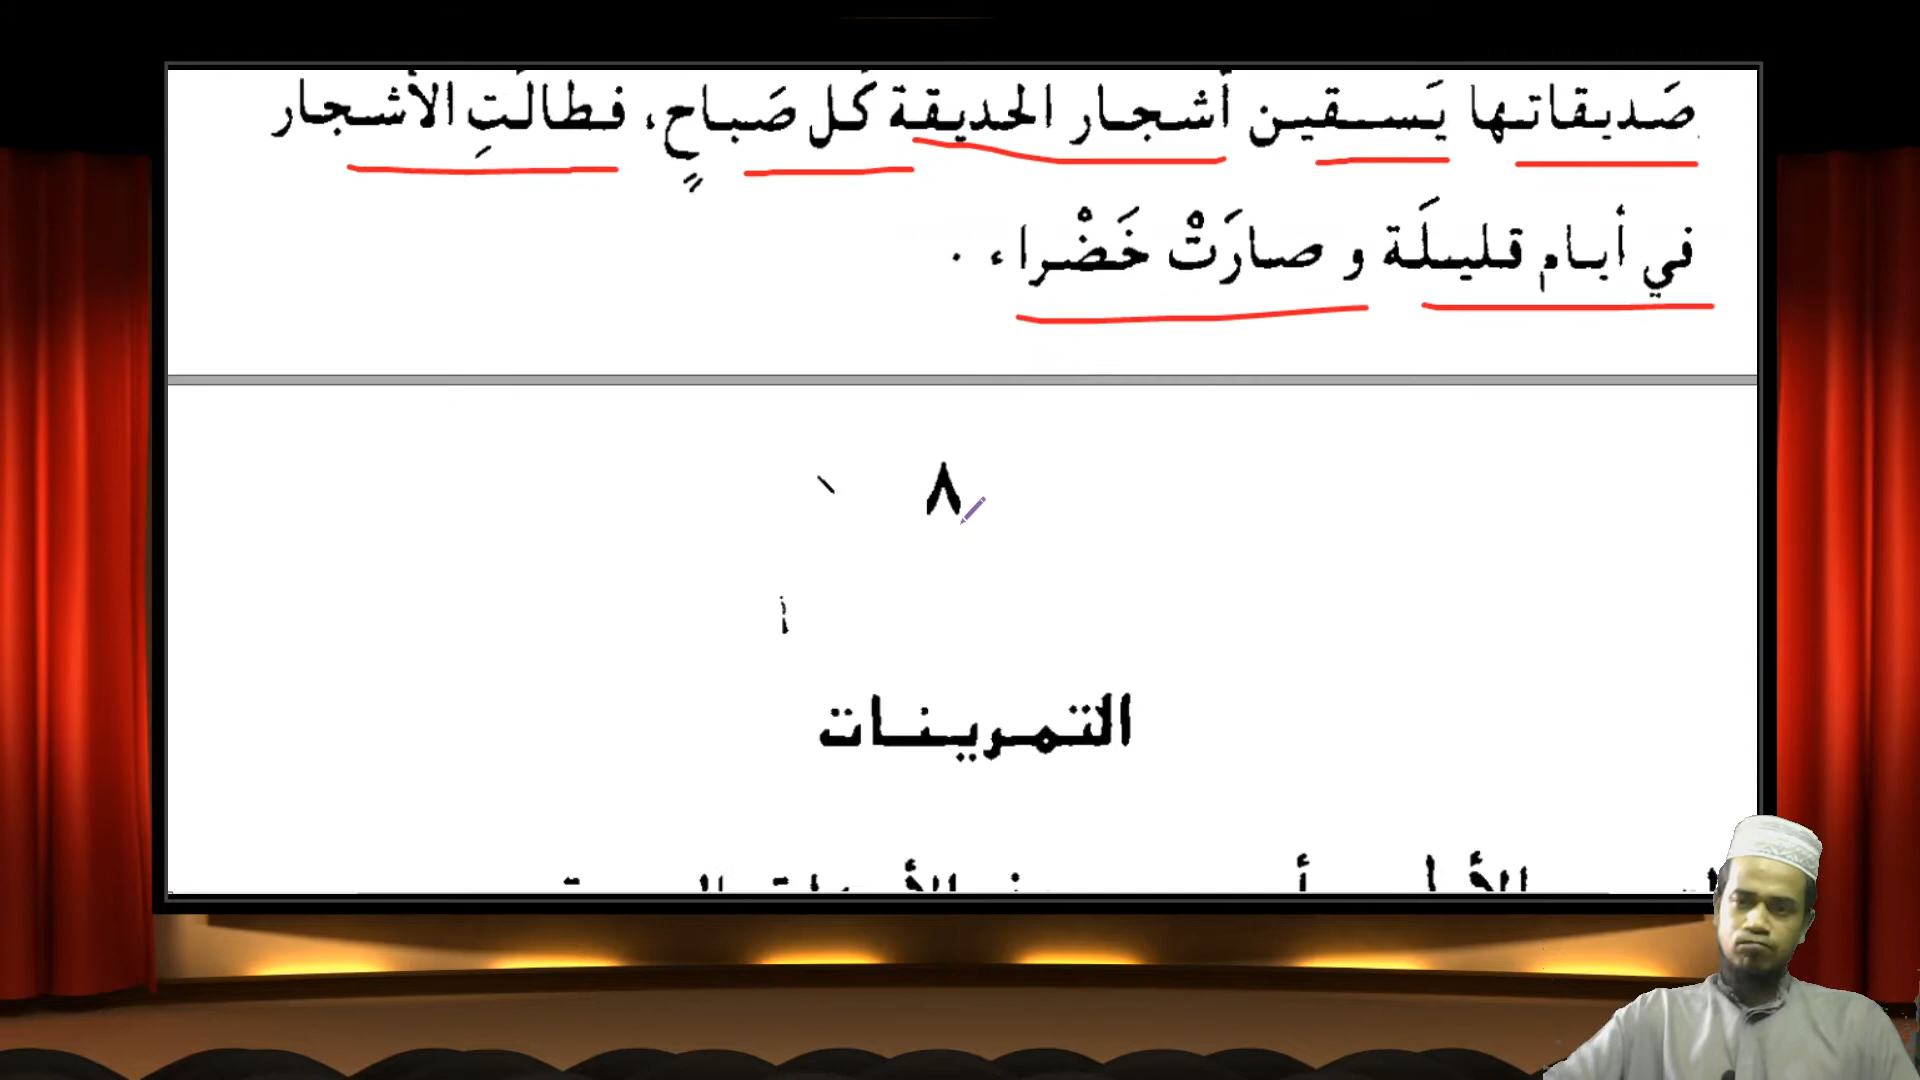 صَديقاتها يَسقين أشجار الحديقة كَل صَباحٍ، فطالَتِ الأشجار
في أيام قليلَة و صارَتْ خَضْراء .
٨
التمرينات